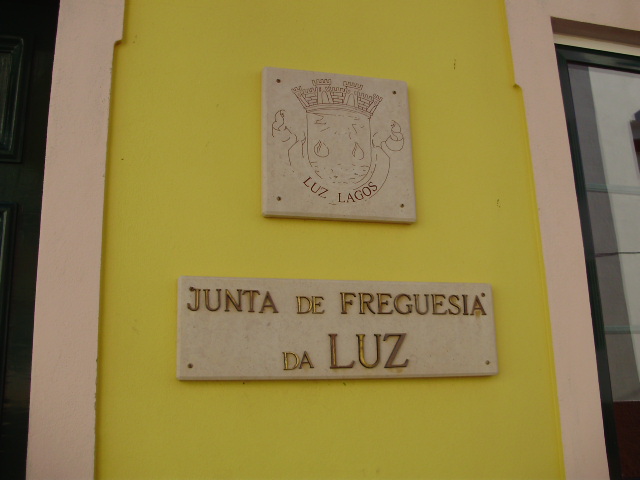 LUZ _ LAGOS
JUNTA DE FREGUESIA
DA LUZ